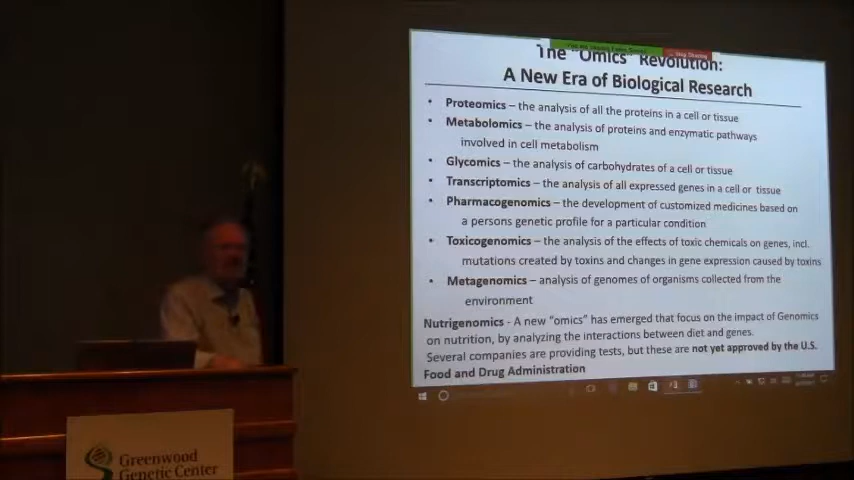 The "Omics" Revolution:
A New Era of Biological Research
• Proteomics – the analysis of all the proteins in a cell or tissue
• Metabolomics – the analysis of proteins and enzymatic pathways
involved in cell metabolism
• Glycomics – the analysis of carbohydrates of a cell or tissue
• Transcriptomics – the analysis of all expressed genes in a cell or tissue
• Pharmacogenomics – the development of customized medicines based on
a persons genetic profile for a particular condition
• Toxicogenomics – the analysis of the effects of toxic chemicals on genes, incl.
mutations created by toxins and changes in gene expression caused by toxins
• Metagenomics – analysis of genomes of organisms collected from the
environment
Nutrigenomics - A new "omics" has emerged that focus on the impact of Genomics
on nutrition, by analyzing the interactions between diet and genes.
Several companies are providing tests, but these are not yet approved by the U.S.
Food and Drug Administration
Greenwood
Genetic Center